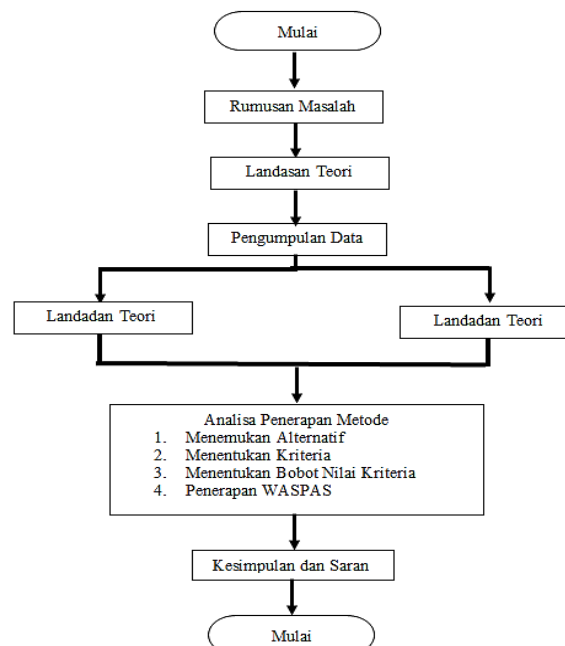 Mulai
Rumusan Masalah
Landasan Teori
Pengumpulan Data
Landadan Teori
Landadan Teori
Analisa Penerapan Metode
1. Menemukan Alternatif
2. Menentukan Kriteria
3. Menentukan Bobot Nilai Kriteria
4. Penerapan WASPAS
Kesimpulan dan Saran
Mulai